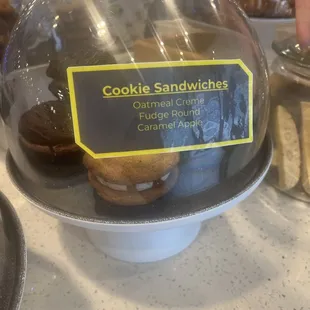 Cookie Sandwiches
Oatmeal Creme
Fudge Round
Caramel Apple